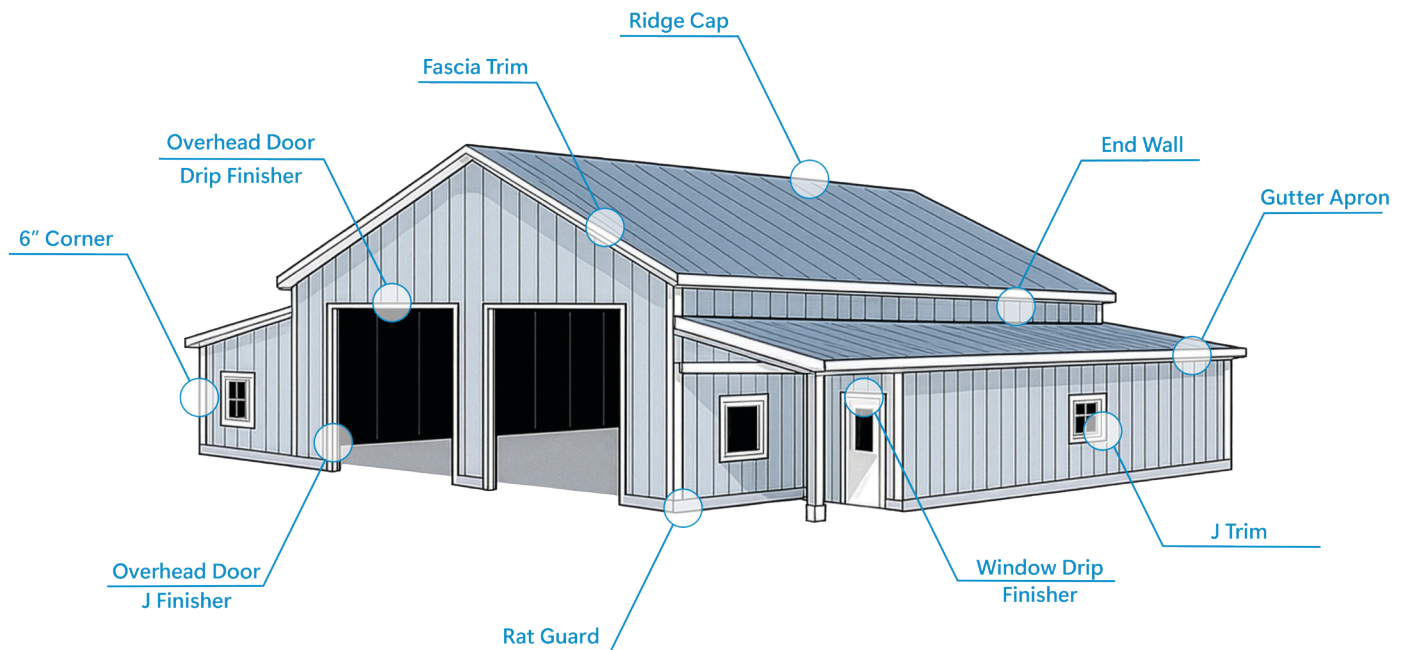 Ridge Cap
Fascia Trim
Overhead Door
Drip Finisher
End Wall
Gutter Apron
6” Corner
J Trim
Overhead Door
J Finisher
Window Drip
Finisher
Rat Guard